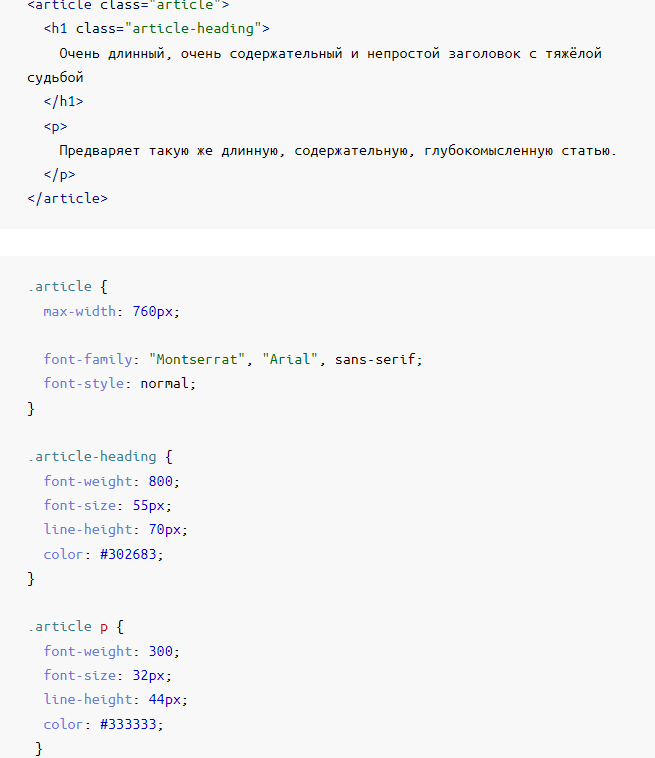 <article class="article">
<h1 class="article-heading">
Очень длинный, очень содержательный и непростой заголовок с тяжёлой
судьбой
</h1>
<p>
Предваряет такую же длинную, содержательную, глубокомысленную статью.
</p>
</article>
.article {
max-width: 760px;
font-family: "Montserrat", "Arial", sans-serif;
font-style: normal;
}
.article-heading {
font-weight: 800;
font-size: 55px;
line-height: 70px;
color: #302683;
}
.article p {
font-weight: 300;
font-size: 32px;
line-height: 44px;
color: #333333;
}